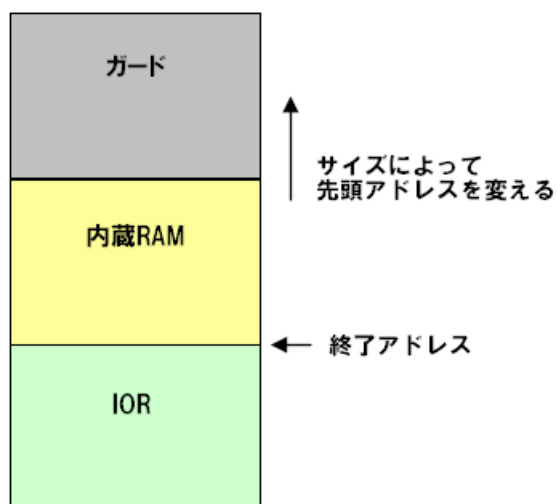 ガード
サイズによって
先頭アドレスを変える
内蔵RAM
終了アドレス
IOR